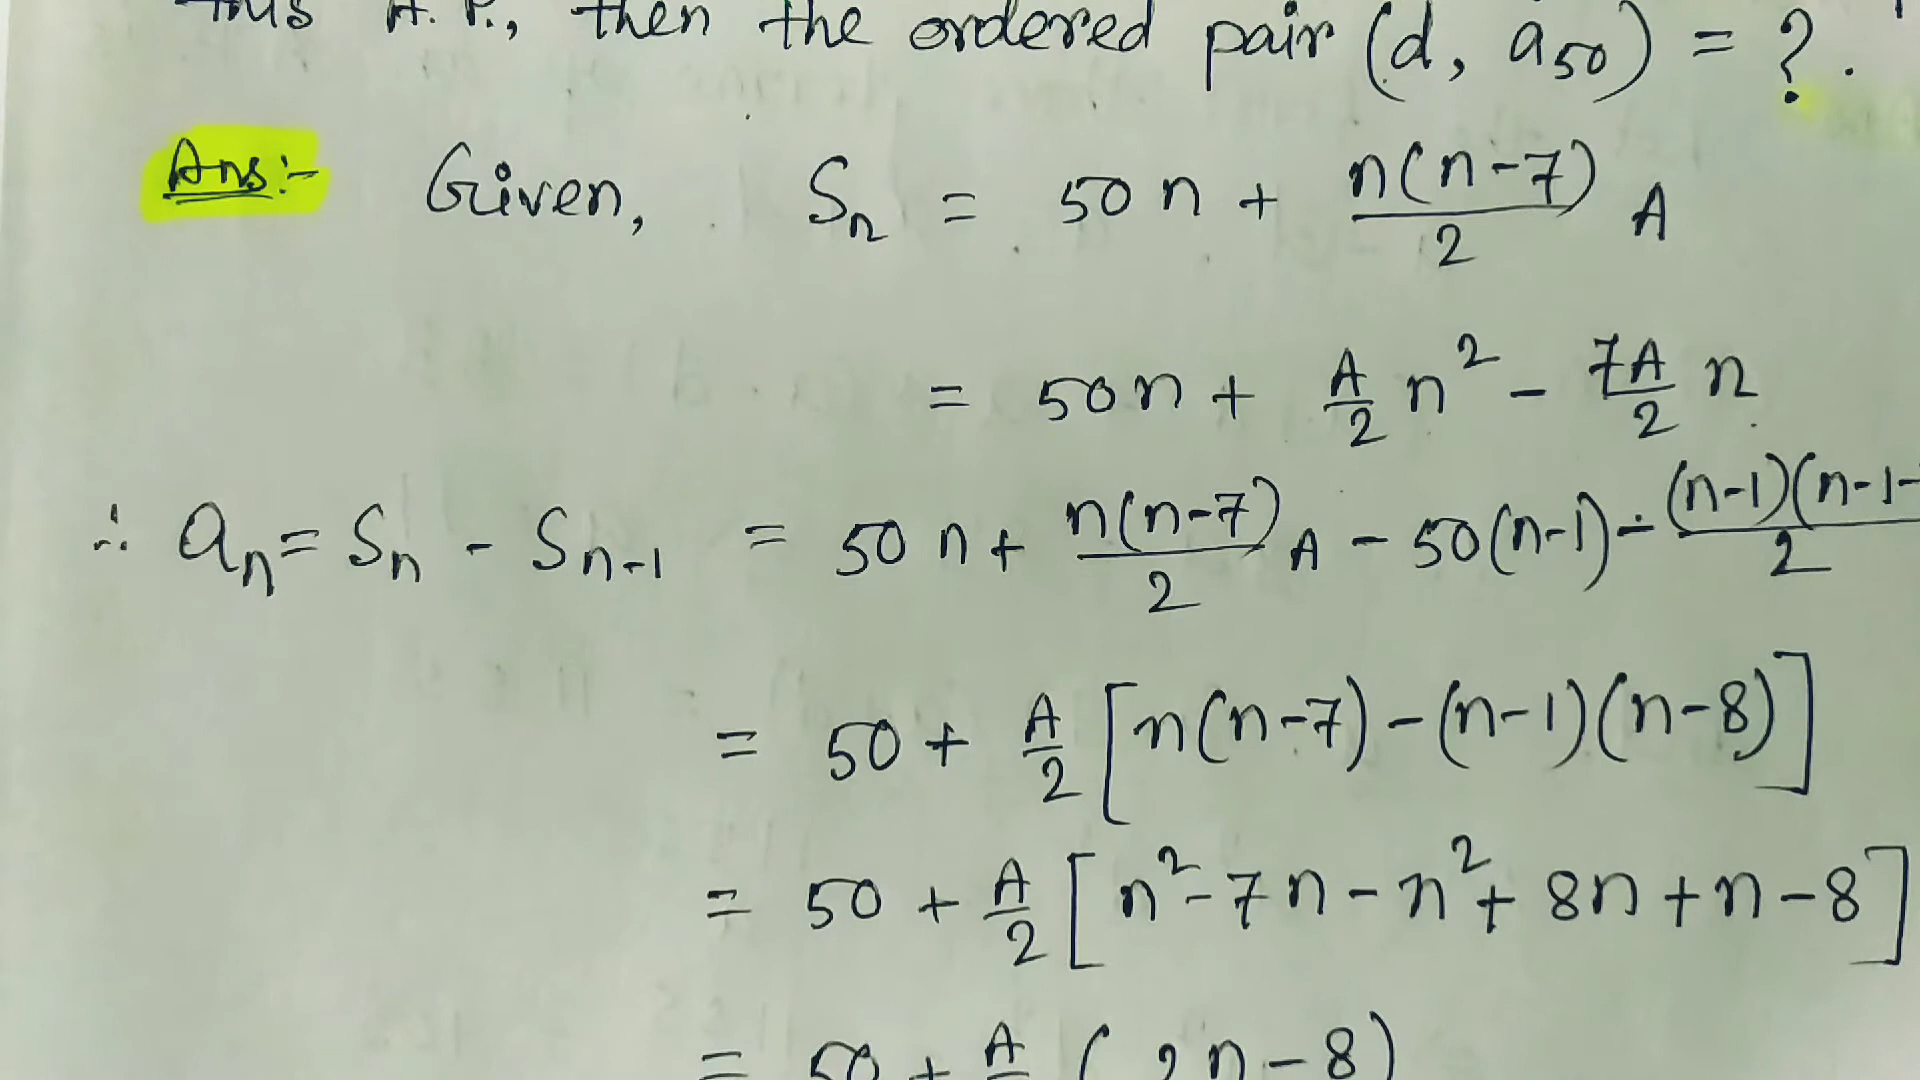 this A.P., then the ordered pair (d, a₅₀) = ?.
Ans:- Given, Sₙ = 50n + n(n-7)/2 A
= 50n + A/2 n² - 7A/2 n
∴ aₙ = Sₙ - Sₙ₋₁ = 50n + n(n-7)/2 A - 50(n-1) - (n-1)(n-1-/2
= 50 + A/2 [n(n-7) - (n-1)(n-8)]
= 50 + A/2 [n² - 7n - n² + 8n + n - 8]
= 50 + A (2n-8)